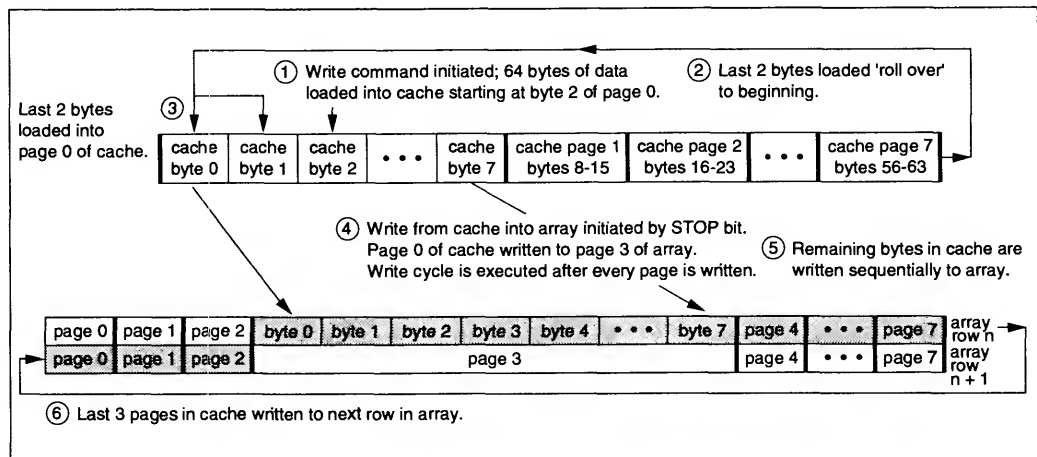 ① Write command initiated; 64 bytes of data
loaded into cache starting at byte 2 of page 0.
② Last 2 bytes loaded 'roll over'
to beginning.
Last 2 bytes
loaded into
page 0 of cache.
③
cache byte 0 cache byte 1 cache byte 2 • • • cache byte 7 cache page 1 bytes 8-15 cache page 2 bytes 16-23 • • • cache page 7 bytes 56-63
④ Write from cache into array initiated by STOP bit.
Page 0 of cache written to page 3 of array.
Write cycle is executed after every page is written.
⑤ Remaining bytes in cache are
written sequentially to array.
page 0 page 1 page 2 byte 0 byte 1 byte 2 byte 3 byte 4 • • • byte 7 page 4 • • • page 7 array row n
page 0 page 1 page 2 page 3 page 4 • • • page 7 array row n + 1
⑥ Last 3 pages in cache written to next row in array.